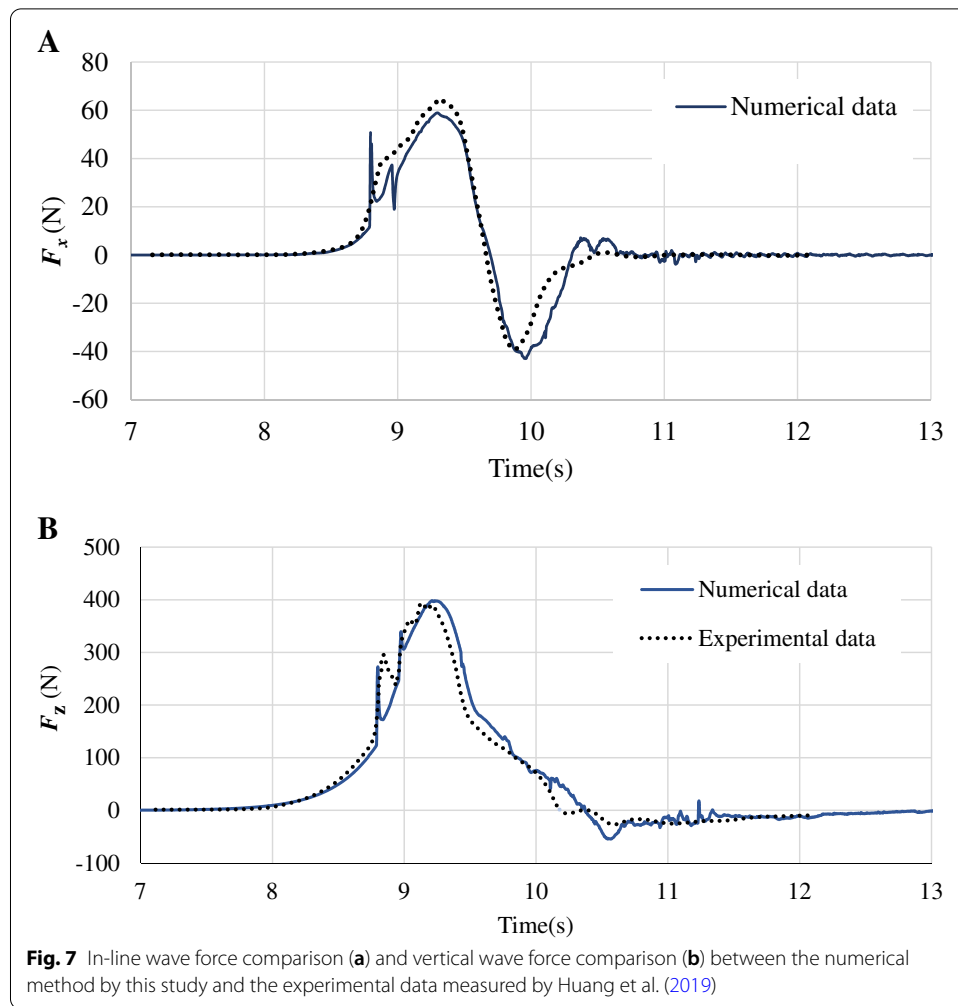 A
80
60
40
20
0
-20
-40
-60
Fx (N)
Numerical data
7 8 9 10 11 12 13
Time(s)
B
500
400
300
200
100
0
-100
Fz (N)
Numerical data
Experimental data
7 8 9 10 11 12 13
Time(s)
Fig. 7 In-line wave force comparison (a) and vertical wave force comparison (b) between the numerical
method by this study and the experimental data measured by Huang et al. (2019)